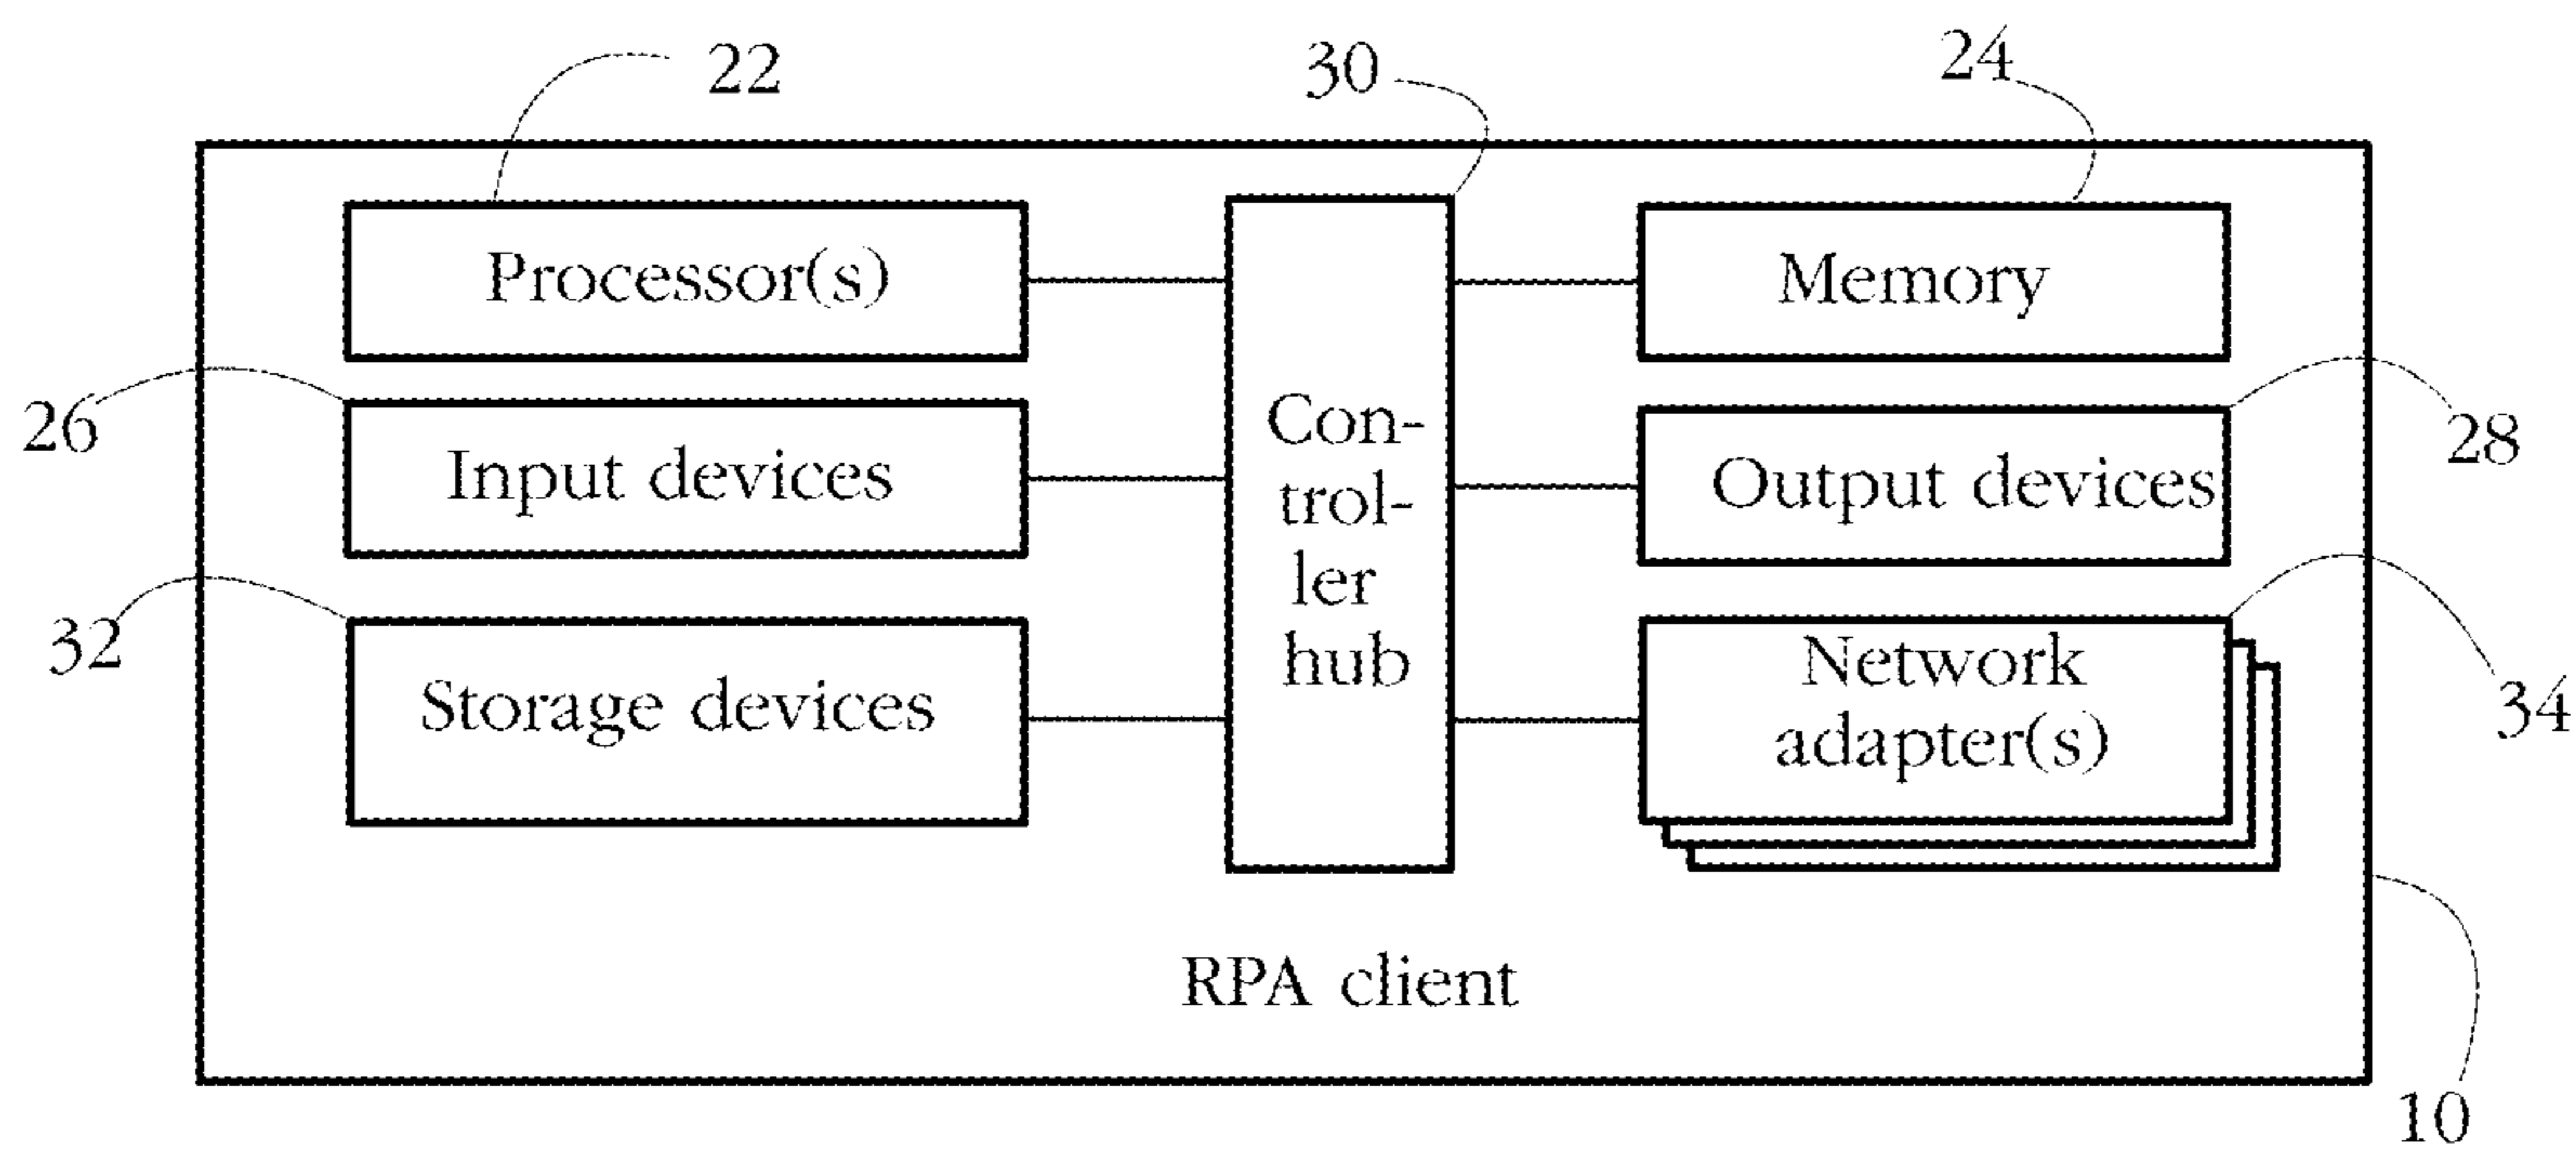 22
30
24
Processor(s)
Memory
26
Input devices
Con-
trol-
ler
hub
Output devices
28
32
Storage devices
Network
adapter(s)
34
RPA client
10